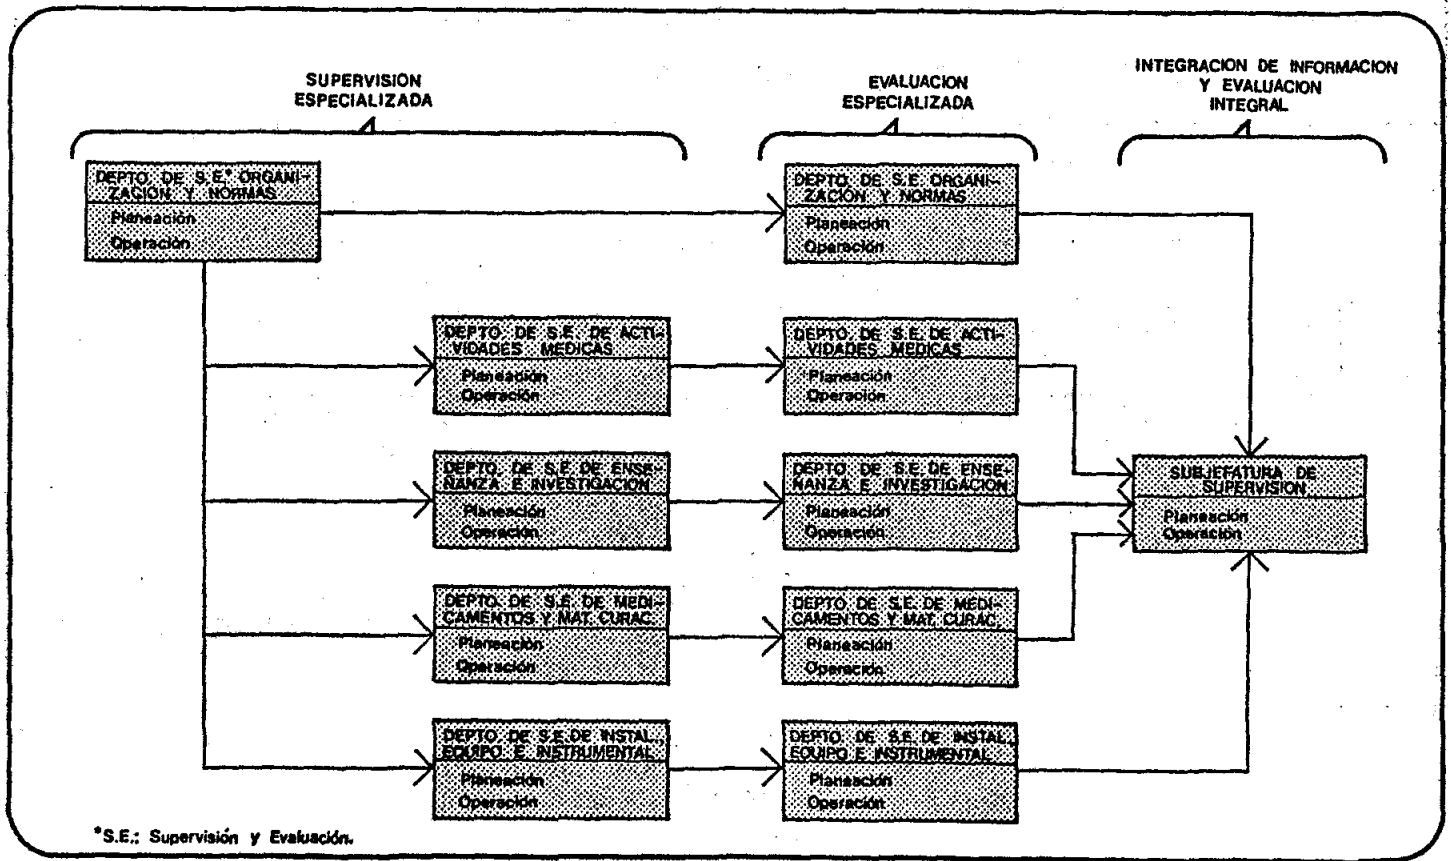 SUPERVISION
ESPECIALIZADA
EVALUACION
ESPECIALIZADA
INTEGRACION DE INFORMACION
Y EVALUACION
INTEGRAL
DEPTO. DE S.E.* ORGANI-
ZACION Y NORMAS
Planeación
Operación
DEPTO. DE S.E. ORGANI-
ZACION Y NORMAS
Planeación
Operación
DEPTO. DE S.E. DE ACTI-
VIDADES MEDICAS
Planeación
Operación
DEPTO. DE S.E. DE ACTI-
VIDADES MEDICAS
Planeación
Operación
DEPTO. DE S.E. DE ENSE-
ÑANZA E INVESTIGACION
Planeación
Operación
DEPTO. DE S.E. DE ENSE-
ÑANZA E INVESTIGACION
Planeación
Operación
SUBJEFATURA DE
SUPERVISION
Planeación
Operación
DEPTO. DE S.E. DE MEDI-
CAMENTOS Y MAT. CURAC.
Planeación
Operación
DEPTO. DE S.E. DE MEDI-
CAMENTOS Y MAT. CURAC.
Planeación
Operación
DEPTO. DE S.E. DE INSTAL.
EQUIPO E INSTRUMENTAL
Planeación
Operación
DEPTO. DE S.E. DE INSTAL.
EQUIPO E INSTRUMENTAL
Planeación
Operación
*S.E.: Supervisión y Evaluación.